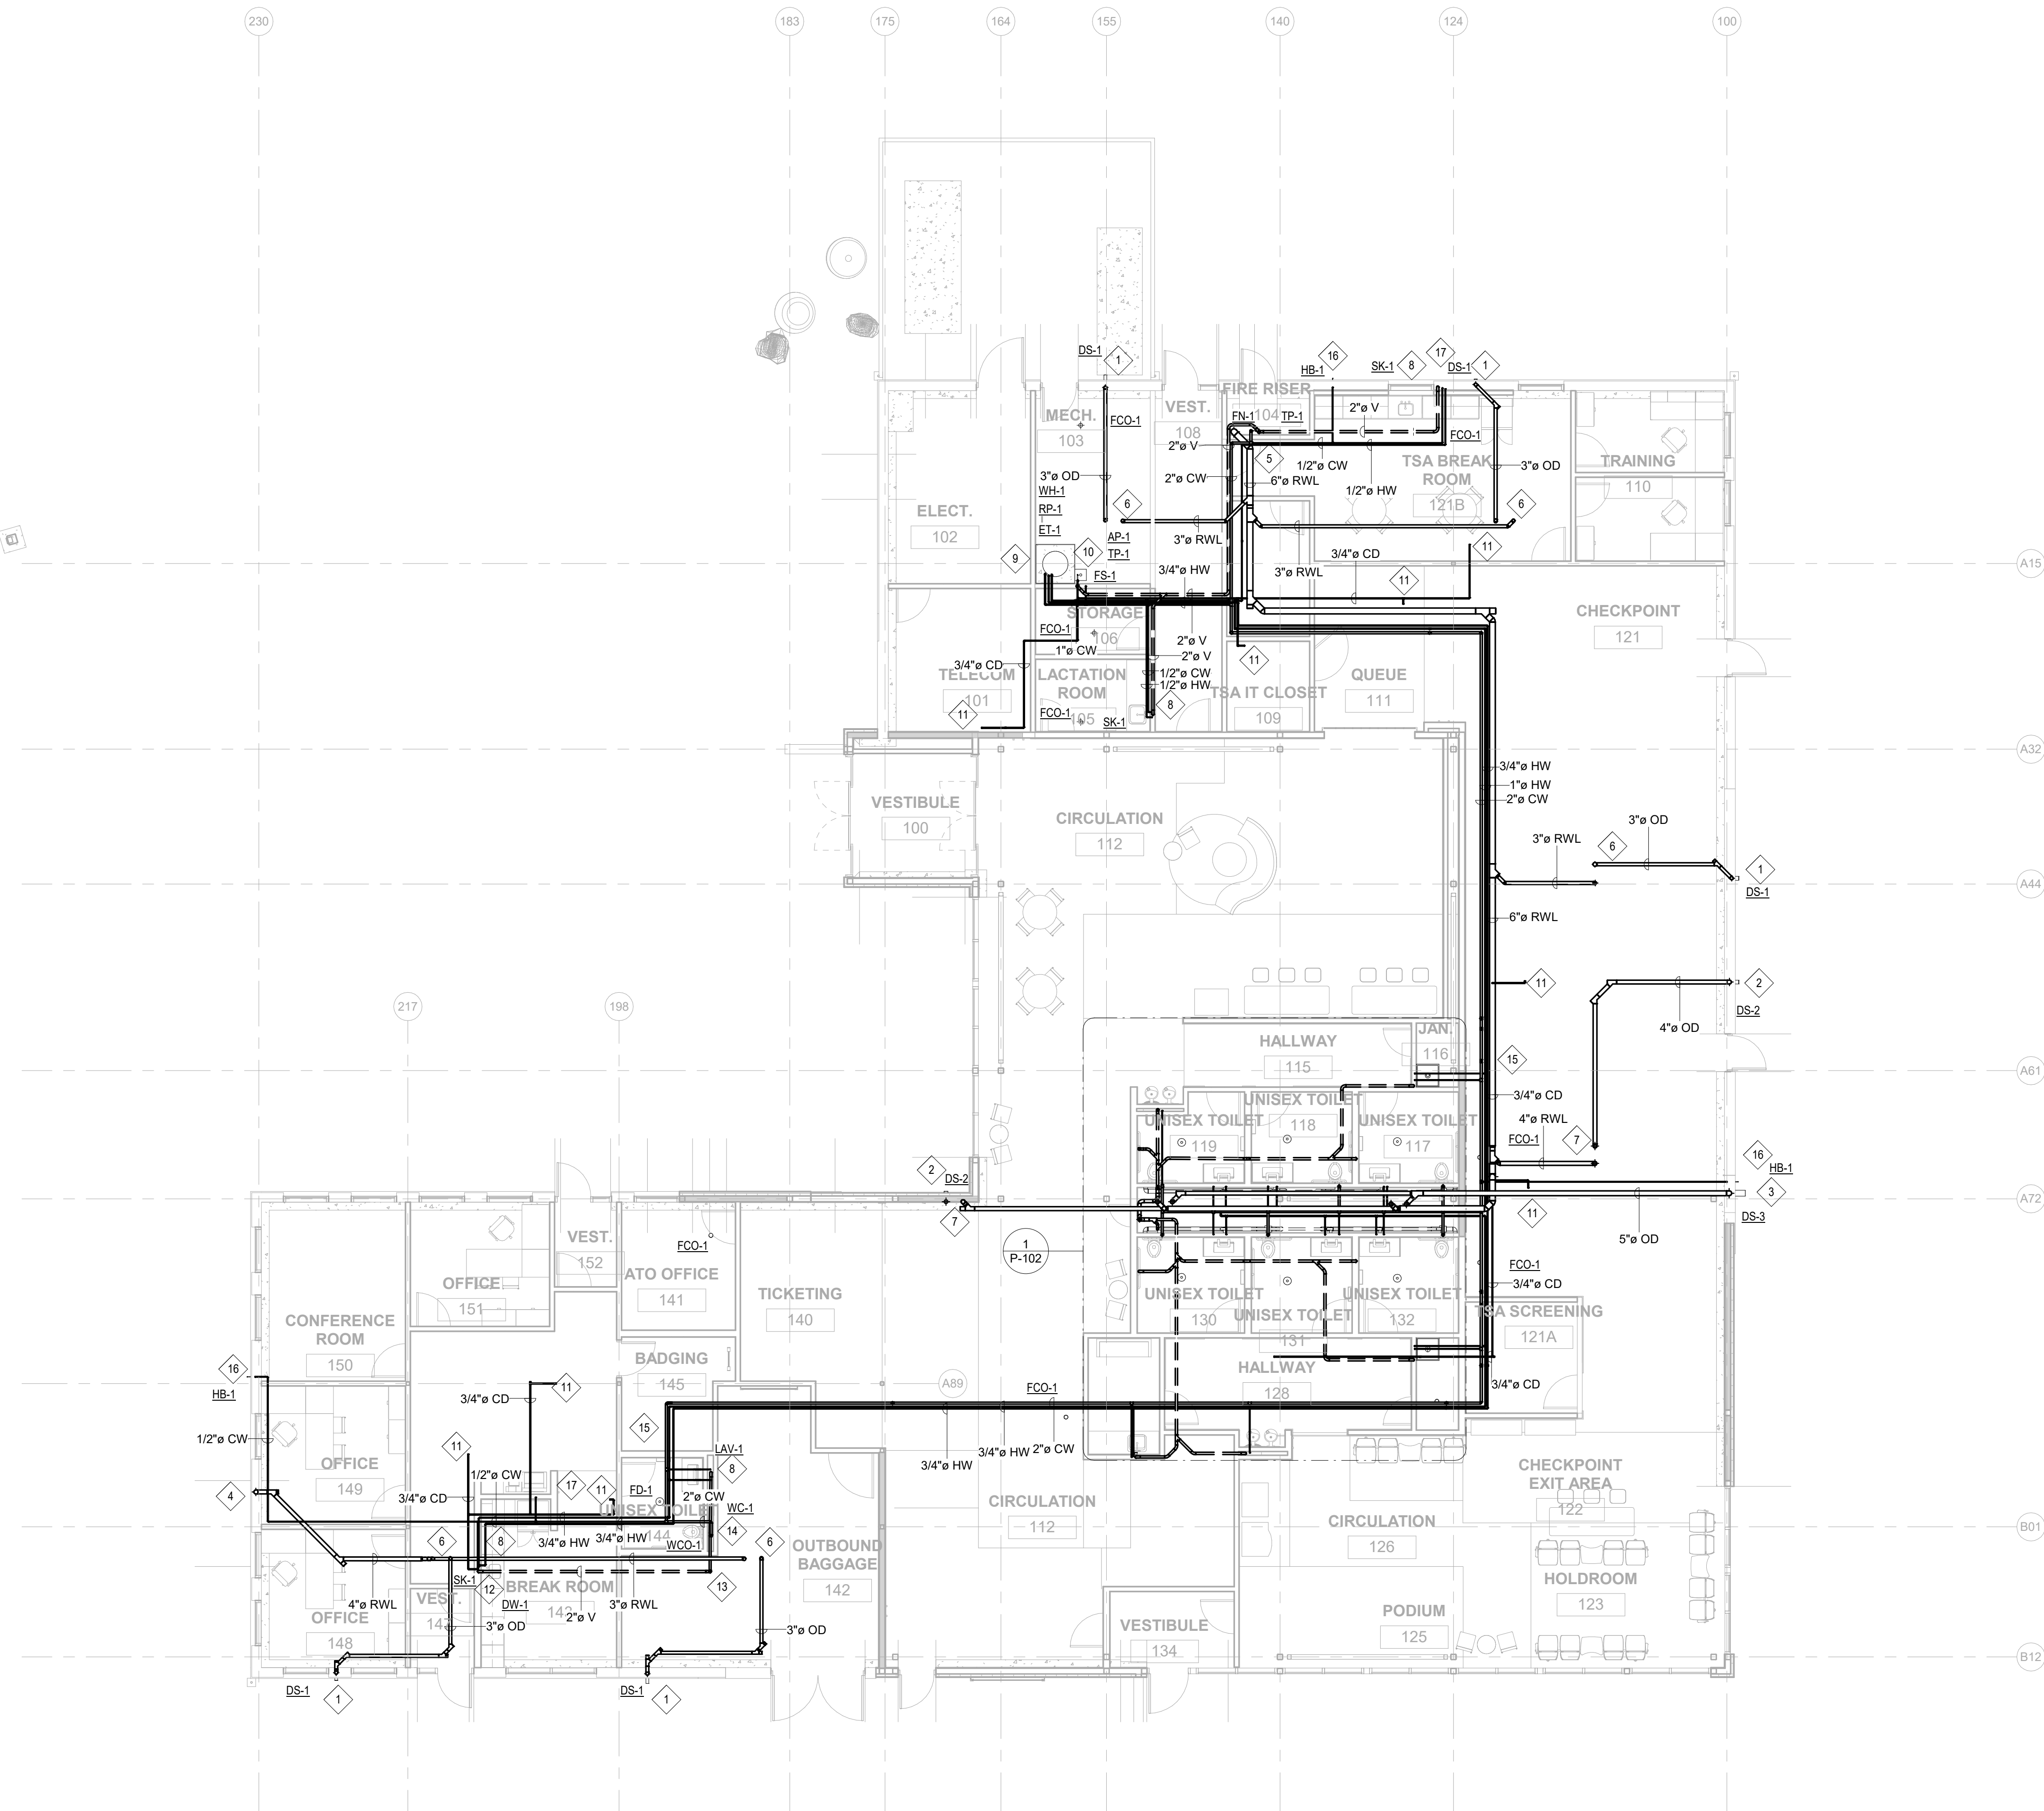 230
183
175
164
155
140
124
100
DS-1
1
HB-1
16
SK-1
8
17
DS-1
1
FIRE RISER
104
MECH.
103
FCO-1
VEST.
108
FN-1
TP-1
2"ø V
FCO-1
2"ø V
5
1/2"ø CW
1/2"ø HW
TSA BREAK
ROOM
121B
3"ø OD
TRAINING
110
3"ø OD
2"ø CW
6"ø RWL
WH-1
RP-1
ET-1
6
6
ELECT.
102
AP-1
TP-1
3"ø RWL
3/4"ø CD
11
9
10
FS-1
3/4"ø HW
3"ø RWL
11
A15
STORAGE
106
FCO-1
1"ø CW
2"ø V
2"ø V
3/4"ø CD
1/2"ø CW
1/2"ø HW
11
CHECKPOINT
121
TELECOM
101
LACTATION
ROOM
105
FCO-1
SK-1
8
11
TSA IT CLOSET
109
QUEUE
111
A32
3/4"ø HW
1"ø HW
2"ø CW
VESTIBULE
100
CIRCULATION
112
3"ø OD
3"ø RWL
6
1
DS-1
A44
6"ø RWL
11
2
DS-2
4"ø OD
217
198
HALLWAY
115
JAN.
116
15
A61
UNISEX TOILET
119
UNISEX TOILET
118
UNISEX TOILET
117
3/4"ø CD
4"ø RWL
FCO-1
7
16
HB-1
2
DS-2
7
3
DS-3
A72
11
5"ø OD
1
P-102
FCO-1
VEST.
152
ATO OFFICE
141
TICKETING
140
OFFICE
151
CONFERENCE
ROOM
150
UNISEX TOILET
130
UNISEX TOILET
131
UNISEX TOILET
132
FCO-1
3/4"ø CD
TSA SCREENING
121A
BADGING
145
HALLWAY
128
A89
FCO-1
3/4"ø CD
16
HB-1
3/4"ø CD
11
1/2"ø CW
11
15
LAV-1
8
3/4"ø HW
3/4"ø HW
2"ø CW
OFFICE
149
1/2"ø CW
17
11
FD-1
2"ø CW
WC-1
4
3/4"ø CD
UNISEX TOILET
144
14
WCO-1
CIRCULATION
112
CHECKPOINT
EXIT AREA
122
CIRCULATION
126
B01
6
8
3/4"ø HW
3/4"ø HW
6
OUTBOUND
BAGGAGE
142
SK-1
12
BREAK ROOM
143
13
DW-1
HOLDROOM
123
OFFICE
148
4"ø RWL
VEST.
3"ø OD
2"ø V
3"ø RWL
3"ø OD
PODIUM
125
VESTIBULE
134
B12
DS-1
1
DS-1
1